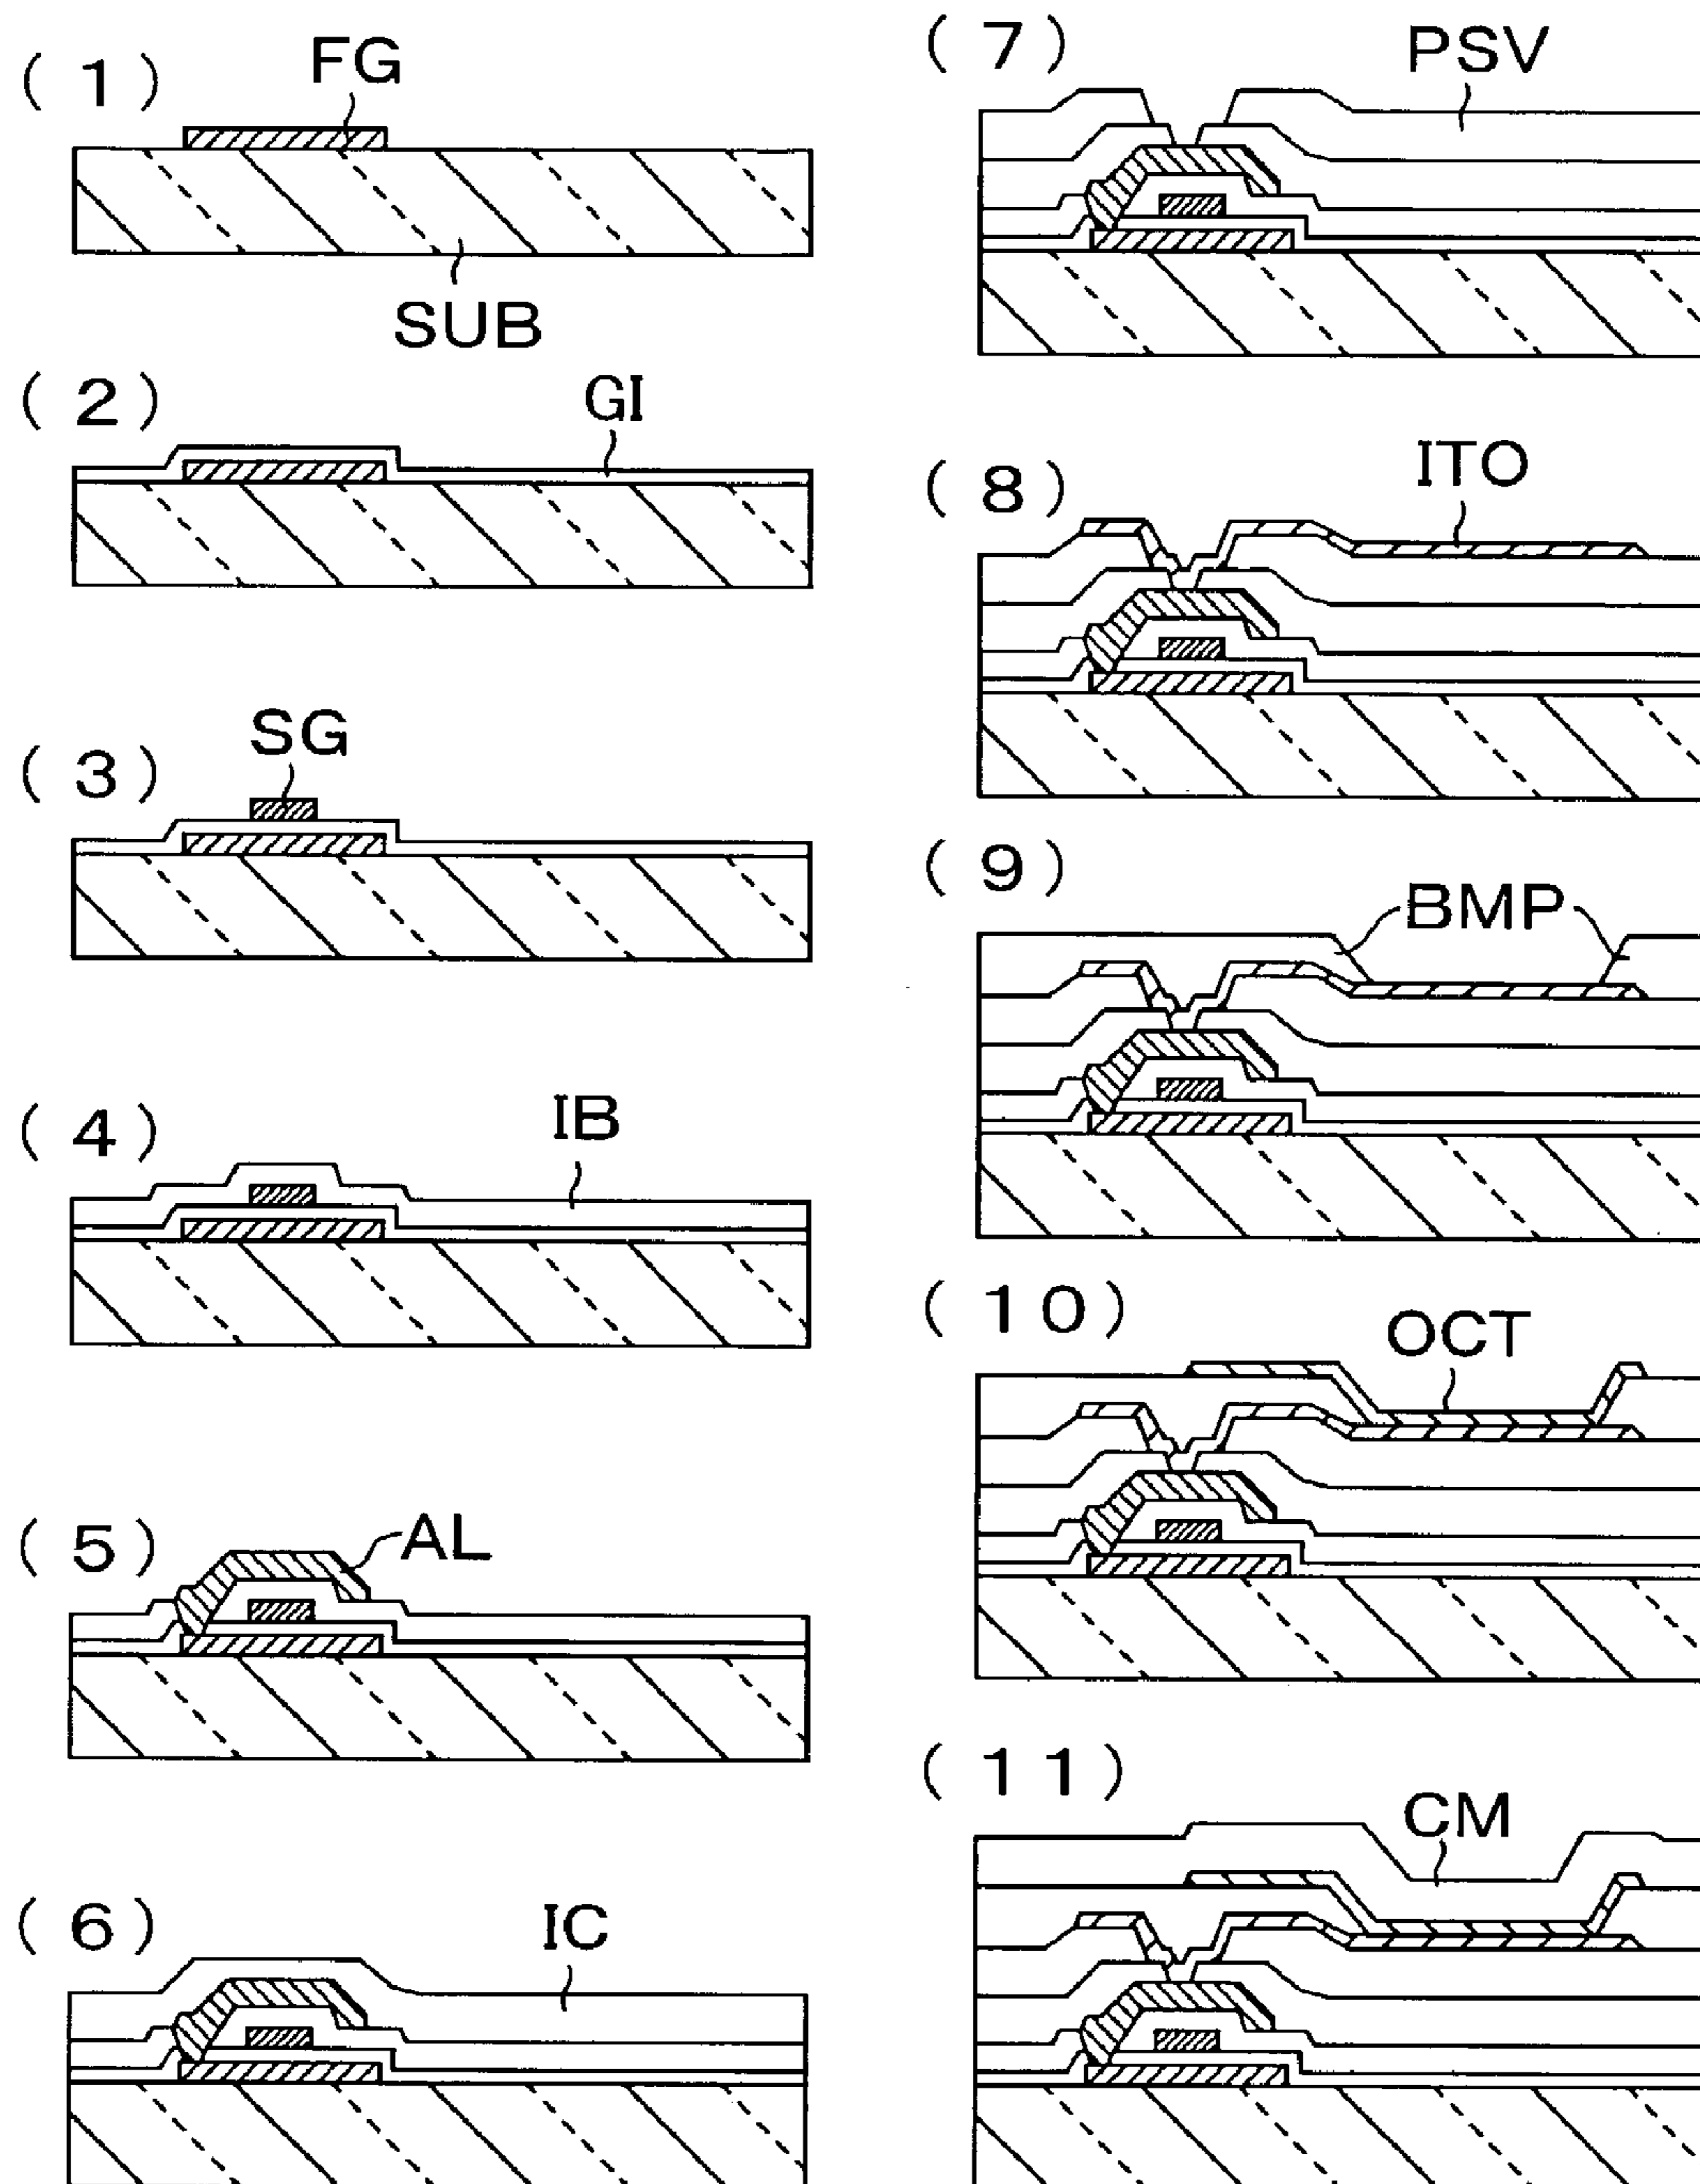 ( 1 )
FG
SUB
( 2 )
GI
( 3 )
SG
( 4 )
IB
( 5 )
AL
( 6 )
IC
( 7 )
PSV
( 8 )
ITO
( 9 )
BMP
( 10 )
OCT
( 11 )
CM